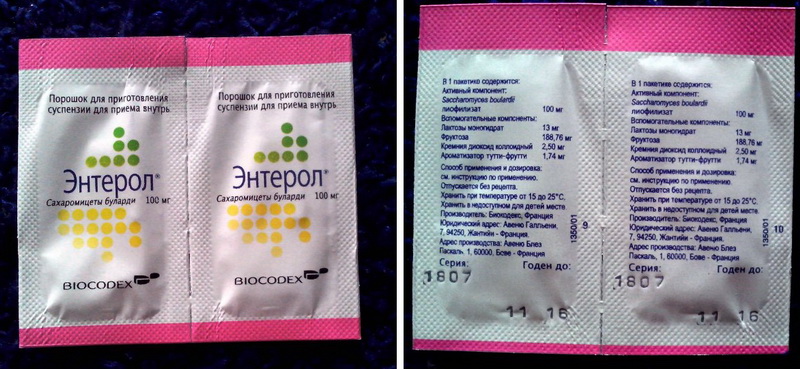 Порошок для приготовления
суспензии для приема внутрь
Энтерол®
Сахаромицеты буларди 100 мг
BIOCODEX
Порошок для приготовления
суспензии для приема внутрь
Энтерол®
Сахаромицеты буларди 100 мг
BIOCODEX
В 1 пакетике содержится:
Активный компонент:
Saccharomyces boulardii
лиофилизат 100 мг
Вспомогательные компоненты:
Лактозы моногидрат 13 мг
Фруктоза 188,76 мг
Кремния диоксид коллоидный 2,50 мг
Ароматизатор тутти-фрутти 1,74 мг
Способ применения и дозировка:
см. инструкцию по применению.
Отпускается без рецепта.
Хранить при температуре от 15 до 25°C.
Хранить в недоступном для детей месте.
Производитель: Биокодекс, Франция
Юридический адрес: Авеню Галльени,
7, 94250, Жантийи - Франция.
Адрес производства: Авеню Блез
Паскаль, 1, 60000, Бове - Франция
Серия: Годен до:
1807
11 16
1350/01
9
В 1 пакетике содержится:
Активный компонент:
Saccharomyces boulardii
лиофилизат 100 мг
Вспомогательные компоненты:
Лактозы моногидрат 13 мг
Фруктоза 188,76 мг
Кремния диоксид коллоидный 2,50 мг
Ароматизатор тутти-фрутти 1,74 мг
Способ применения и дозировка:
см. инструкцию по применению.
Отпускается без рецепта.
Хранить при температуре от 15 до 25°C.
Хранить в недоступном для детей месте.
Производитель: Биокодекс, Франция
Юридический адрес: Авеню Галльени,
7, 94250, Жантийи - Франция.
Адрес производства: Авеню Блез
Паскаль, 1, 60000, Бове - Франция
Серия: Годен до:
1807
11 16
1350/01
10